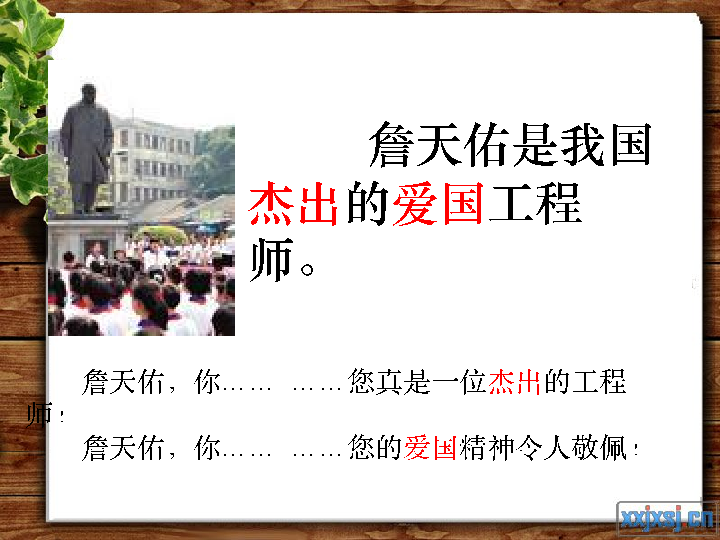 詹天佑是我国
杰出的爱国工程
师。
詹天佑，你…… ……您真是一位杰出的工程
师！
詹天佑，你…… ……您的爱国精神令人敬佩！
xxjxsj.cn